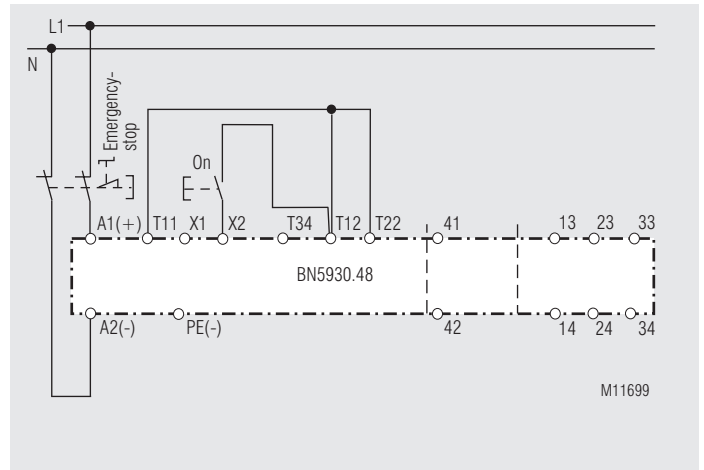 L1
N
Emergency-
stop
On
A1(+) T11 X1 X2 T34 T12 T22 41 13 23 33
BN5930.48
A2(-) PE(-) 42 14 24 34
M11699